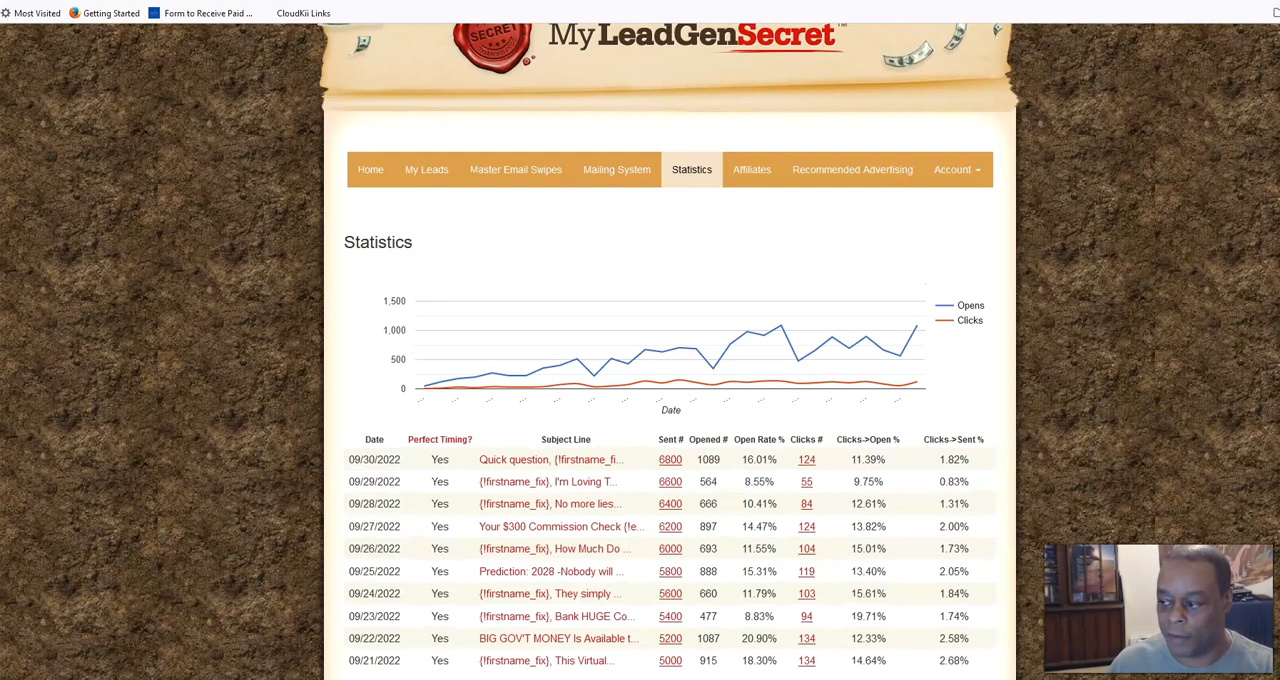 Most Visited Getting Started Form to Receive Paid ... CloudKii Links
SECRET
MyLeadGenSecret™
Home My Leads Master Email Swipes Mailing System Statistics Affiliates Recommended Advertising Account
Statistics
1,500
1,000
500
0
Opens
Clicks
Date
Date Perfect Timing? Subject Line Sent # Opened # Open Rate % Clicks # Clicks->Open % Clicks->Sent %
09/30/2022 Yes Quick question, {!firstname_fi... 6800 1089 16.01% 124 11.39% 1.82%
09/29/2022 Yes {!firstname_fix}, I'm Loving T... 6600 564 8.55% 55 9.75% 0.83%
09/28/2022 Yes {!firstname_fix}, No more lies... 6400 666 10.41% 84 12.61% 1.31%
09/27/2022 Yes Your $300 Commission Check {!e... 6200 897 14.47% 124 13.82% 2.00%
09/26/2022 Yes {!firstname_fix}, How Much Do ... 6000 693 11.55% 104 15.01% 1.73%
09/25/2022 Yes Prediction: 2028 -Nobody will ... 5800 888 15.31% 119 13.40% 2.05%
09/24/2022 Yes {!firstname_fix}, They simply ... 5600 660 11.79% 103 15.61% 1.84%
09/23/2022 Yes {!firstname_fix}, Bank HUGE Co... 5400 477 8.83% 94 19.71% 1.74%
09/22/2022 Yes BIG GOV'T MONEY Is Available t... 5200 1087 20.90% 134 12.33% 2.58%
09/21/2022 Yes {!firstname_fix}, This Virtual... 5000 915 18.30% 134 14.64% 2.68%